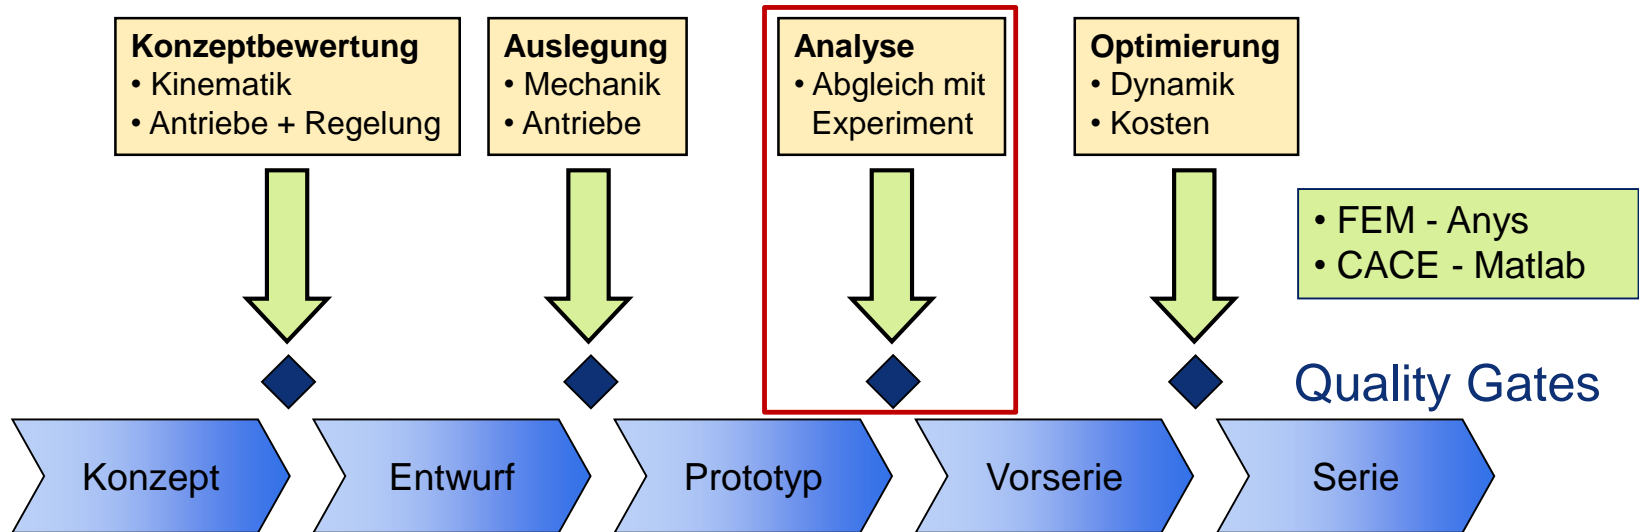 Konzeptbewertung
• Kinematik
• Antriebe + Regelung
Auslegung
• Mechanik
• Antriebe
Analyse
• Abgleich mit
Experiment
Optimierung
• Dynamik
• Kosten
• FEM - Anys
• CACE - Matlab
Quality Gates
Konzept
Entwurf
Prototyp
Vorserie
Serie